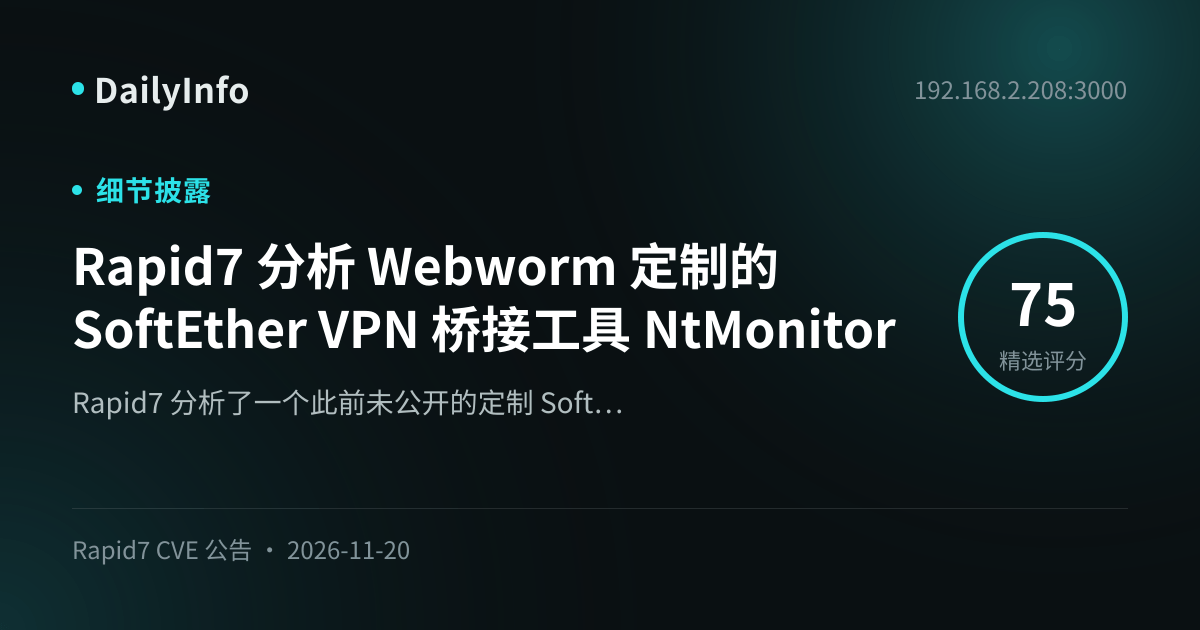 DailyInfo
192.168.2.208:3000
细节披露
Rapid7 分析 Webworm 定制的
SoftEther VPN 桥接工具 NtMonitor
75
精选评分
Rapid7 分析了一个此前未公开的定制 Soft…
Rapid7 CVE 公告 • 2026-11-20